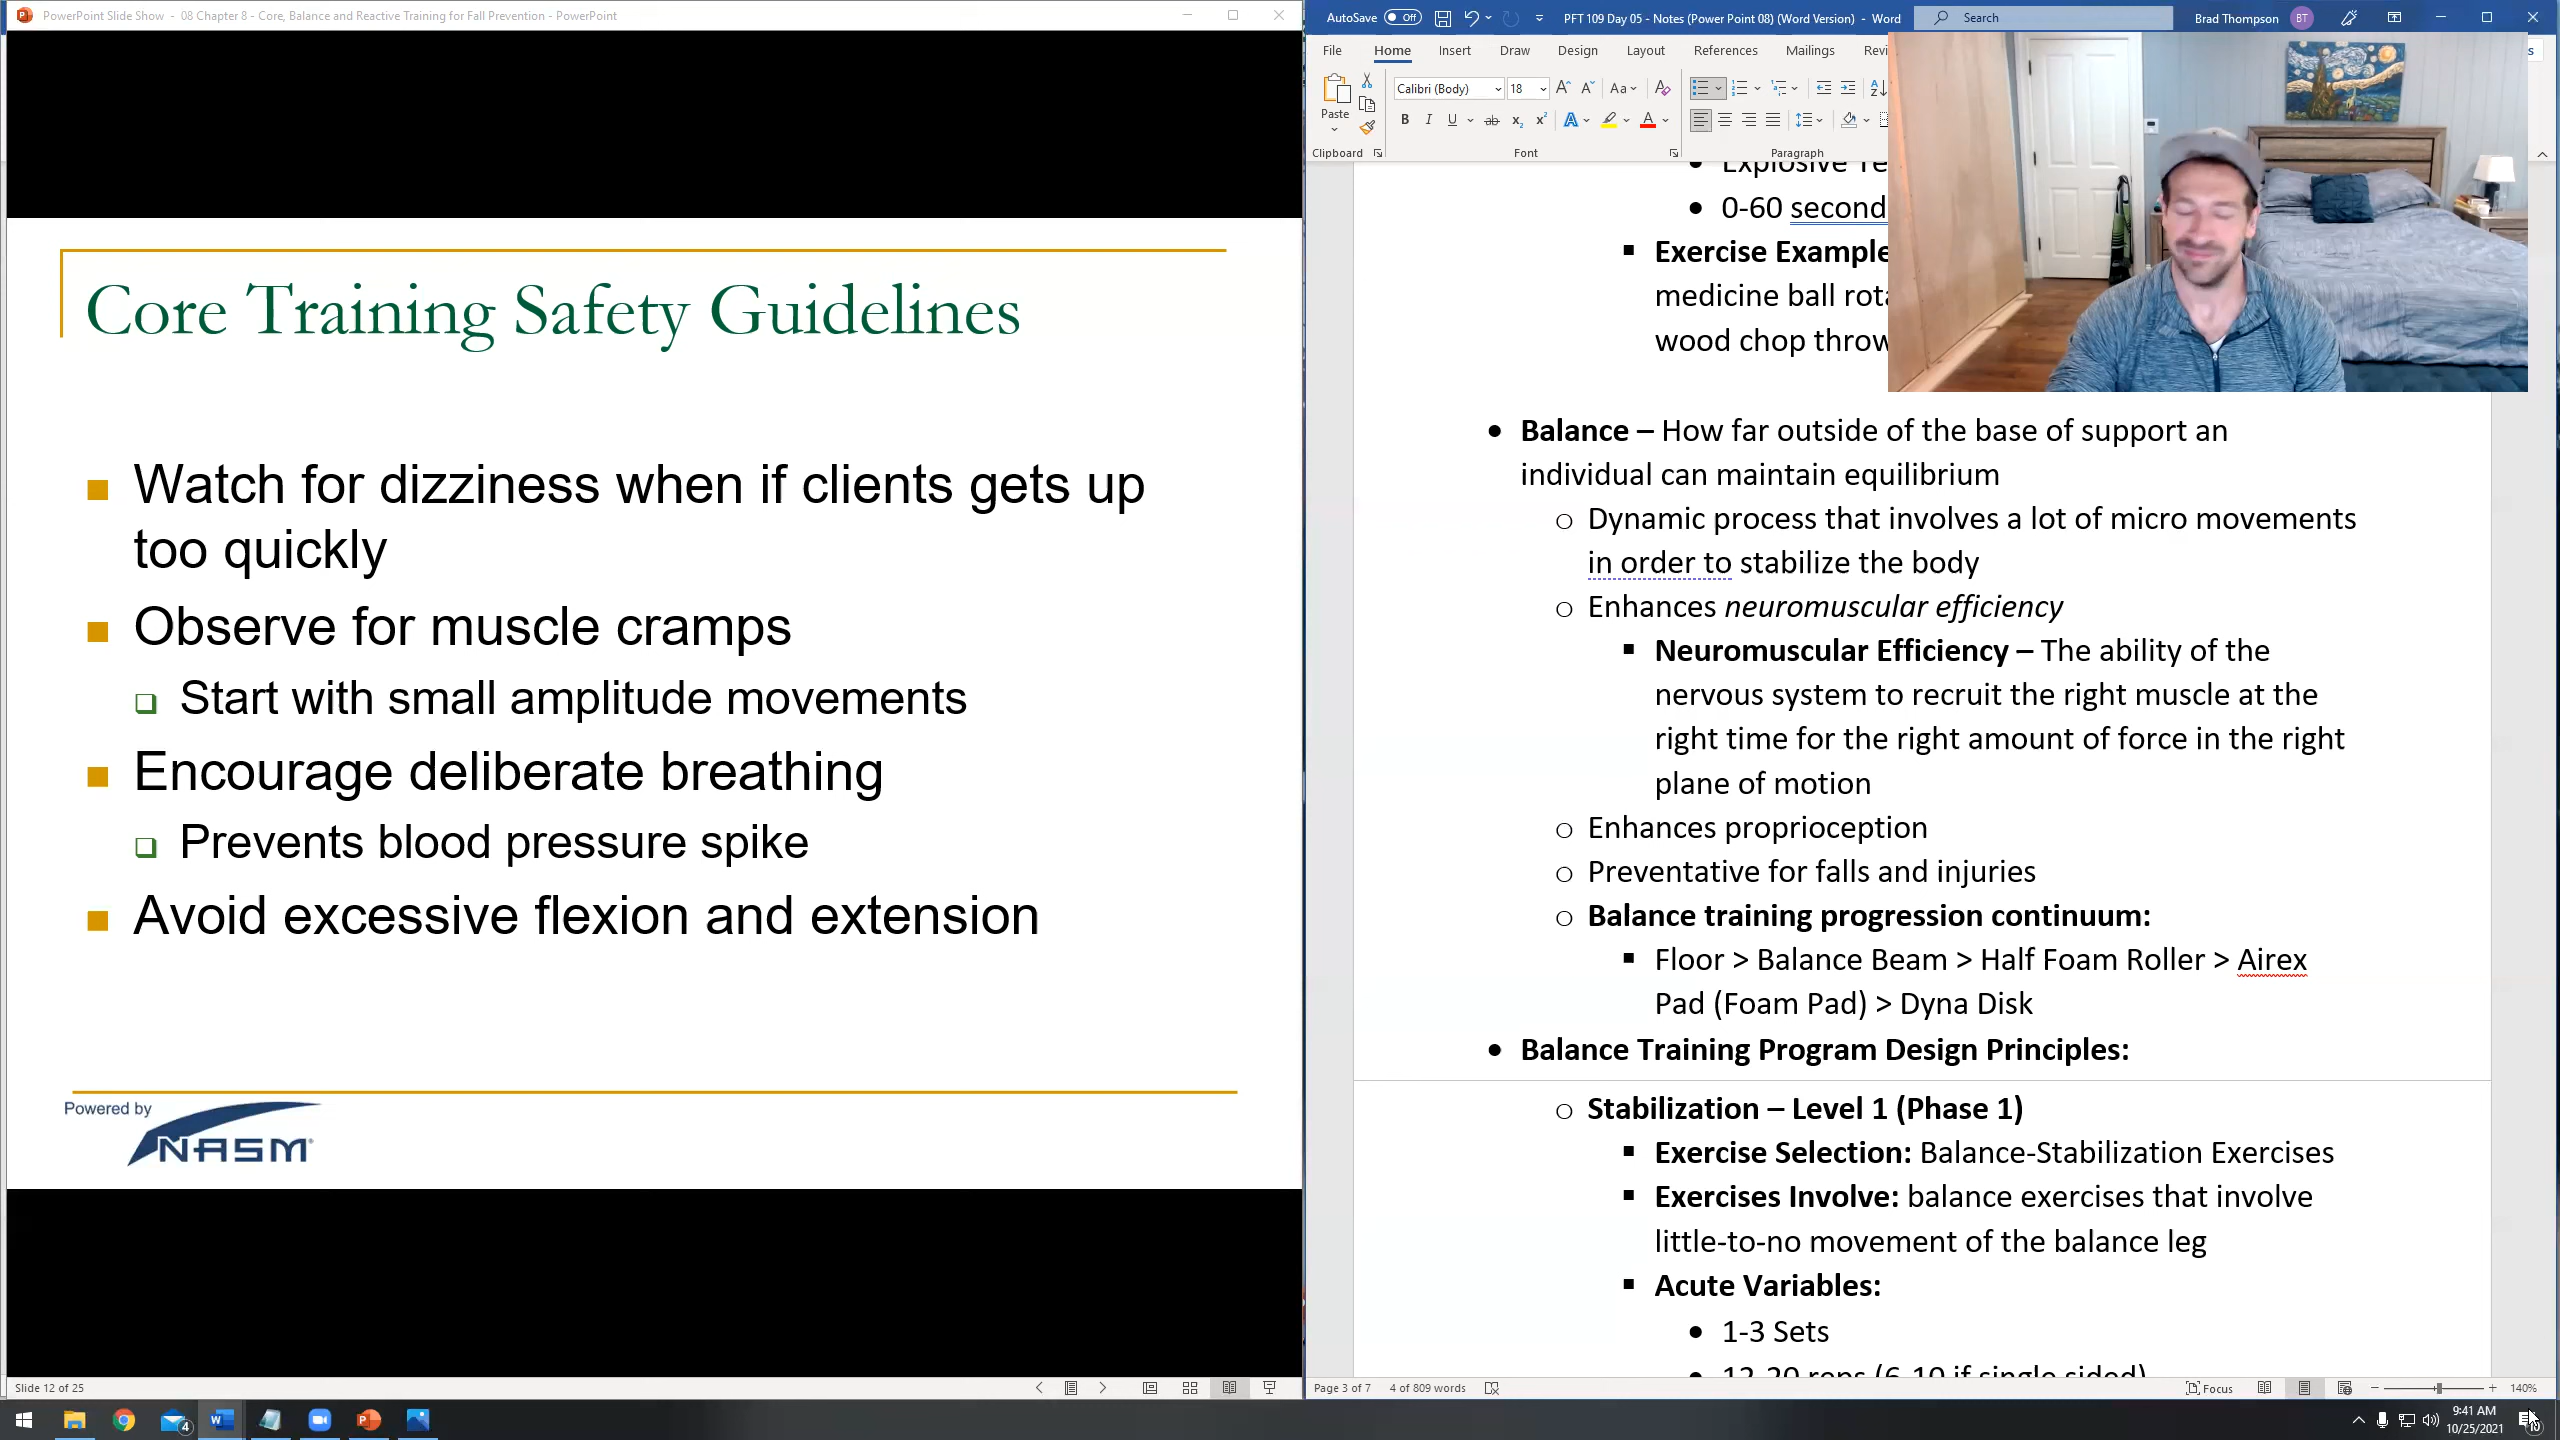 PowerPoint Slide Show - 08 Chapter 8 - Core, Balance and Reactive Training for Fall Prevention - PowerPoint
Core Training Safety Guidelines
Watch for dizziness when if clients gets up
too quickly
Observe for muscle cramps
Start with small amplitude movements
Encourage deliberate breathing
Prevents blood pressure spike
Avoid excessive flexion and extension
Powered by
NASM
Slide 12 of 25
AutoSave Off
PFT 109 Day 05 - Notes (Power Point 08) (Word Version) - Word
Search
Brad Thompson BT
File Home Insert Draw Design Layout References Mailings
Calibri (Body) 18
Paste
Clipboard Font Paragraph
0-60 second
Exercise Example
medicine ball
wood chop throw
Balance – How far outside of the base of support an
individual can maintain equilibrium
Dynamic process that involves a lot of micro movements
in order to stabilize the body
Enhances neuromuscular efficiency
Neuromuscular Efficiency – The ability of the
nervous system to recruit the right muscle at the
right time for the right amount of force in the right
plane of motion
Enhances proprioception
Preventative for falls and injuries
Balance training progression continuum:
Floor > Balance Beam > Half Foam Roller > Airex
Pad (Foam Pad) > Dyna Disk
Balance Training Program Design Principles:
Stabilization – Level 1 (Phase 1)
Exercise Selection: Balance-Stabilization Exercises
Exercises Involve: balance exercises that involve
little-to-no movement of the balance leg
Acute Variables:
1-3 Sets
12-20 reps (6-10 if single sided)
Page 3 of 7 4 of 809 words
Focus
140%
4
9:41 AM
10/25/2021